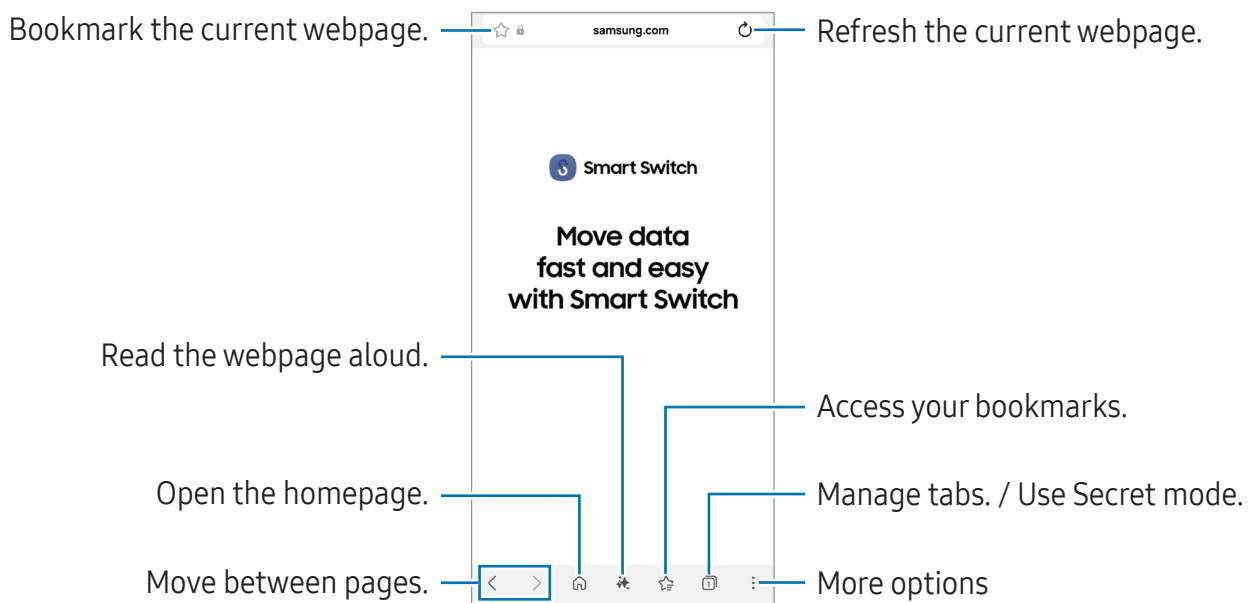 Bookmark the current webpage.
samsung.com
Refresh the current webpage.
Smart Switch
Move data
fast and easy
with Smart Switch
Read the webpage aloud.
Access your bookmarks.
Open the homepage.
Manage tabs. / Use Secret mode.
Move between pages.
1
More options